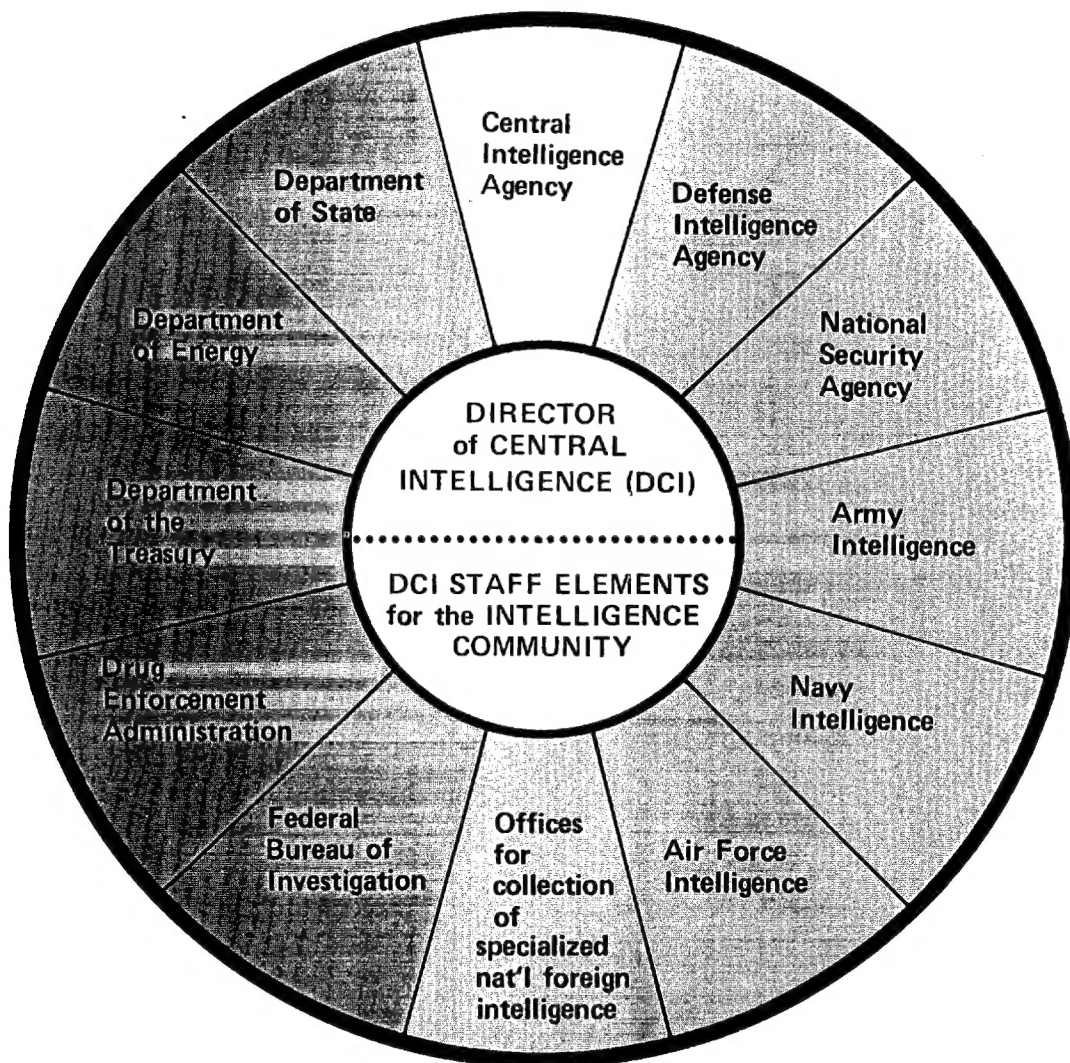 Central
Intelligence
Agency
Defense
Intelligence
Agency
National
Security
Agency
Army
Intelligence
Navy
Intelligence
Air Force
Intelligence
Offices
for
collection
of
specialized
nat'l foreign
intelligence
Federal
Bureau of
Investigation
Drug
Enforcement
Administration
Department
of the
Treasury
Department
of Energy
Department
of State
DIRECTOR
of CENTRAL
INTELLIGENCE (DCI)
DCI STAFF ELEMENTS
for the INTELLIGENCE
COMMUNITY